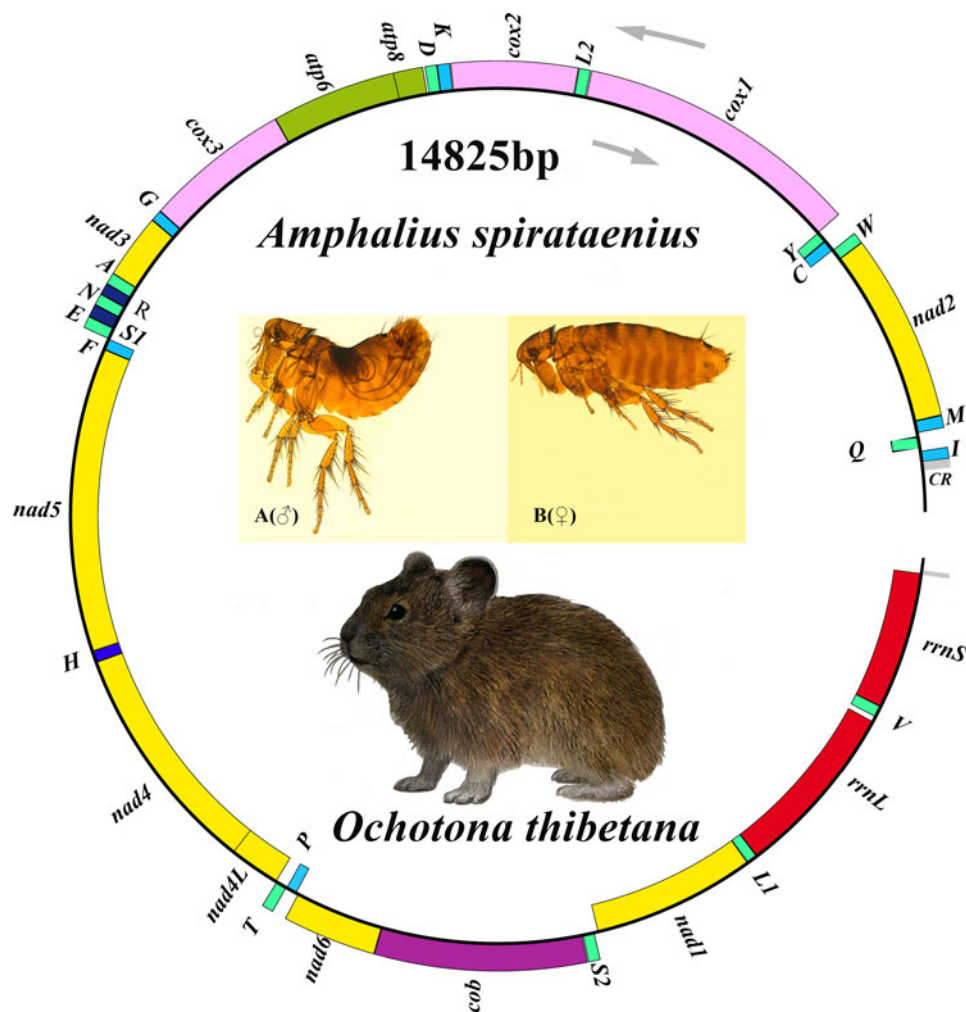 cox2
K
D
atp8
L2
atp6
cox1
cox3
14825bp
G
W
nad3
Amphalius spirataenius
Y
C
A
N
R
E
nad2
S1
F
♂
M
Q
I
CR
nad5
A(♂)
B(♀)
rrnS
H
V
rrnL
nad4
Ochotona thibetana
P
nad4L
L1
T
nad1
nad6
S2
cob